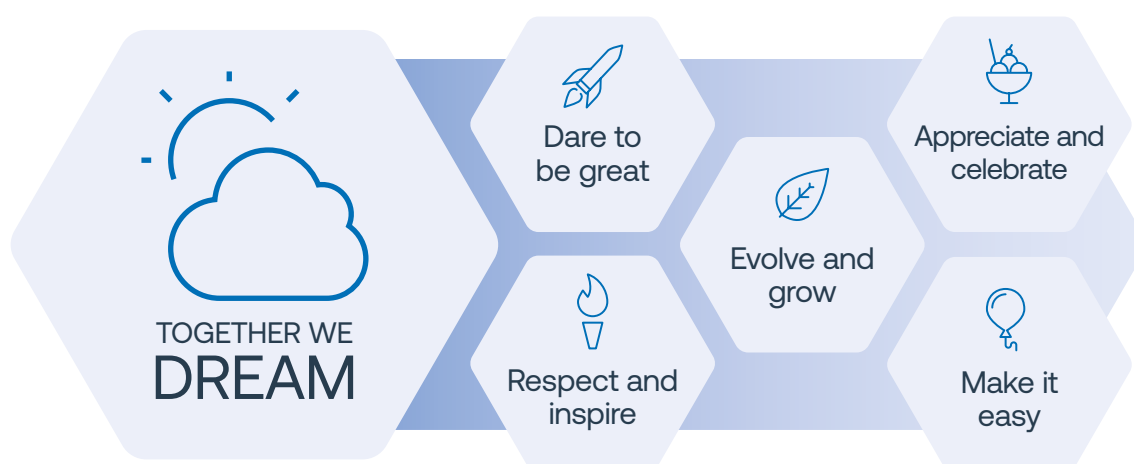 TOGETHER WE
DREAM
Dare to
be great
Respect and
inspire
Evolve and
grow
Appreciate and
celebrate
Make it
easy